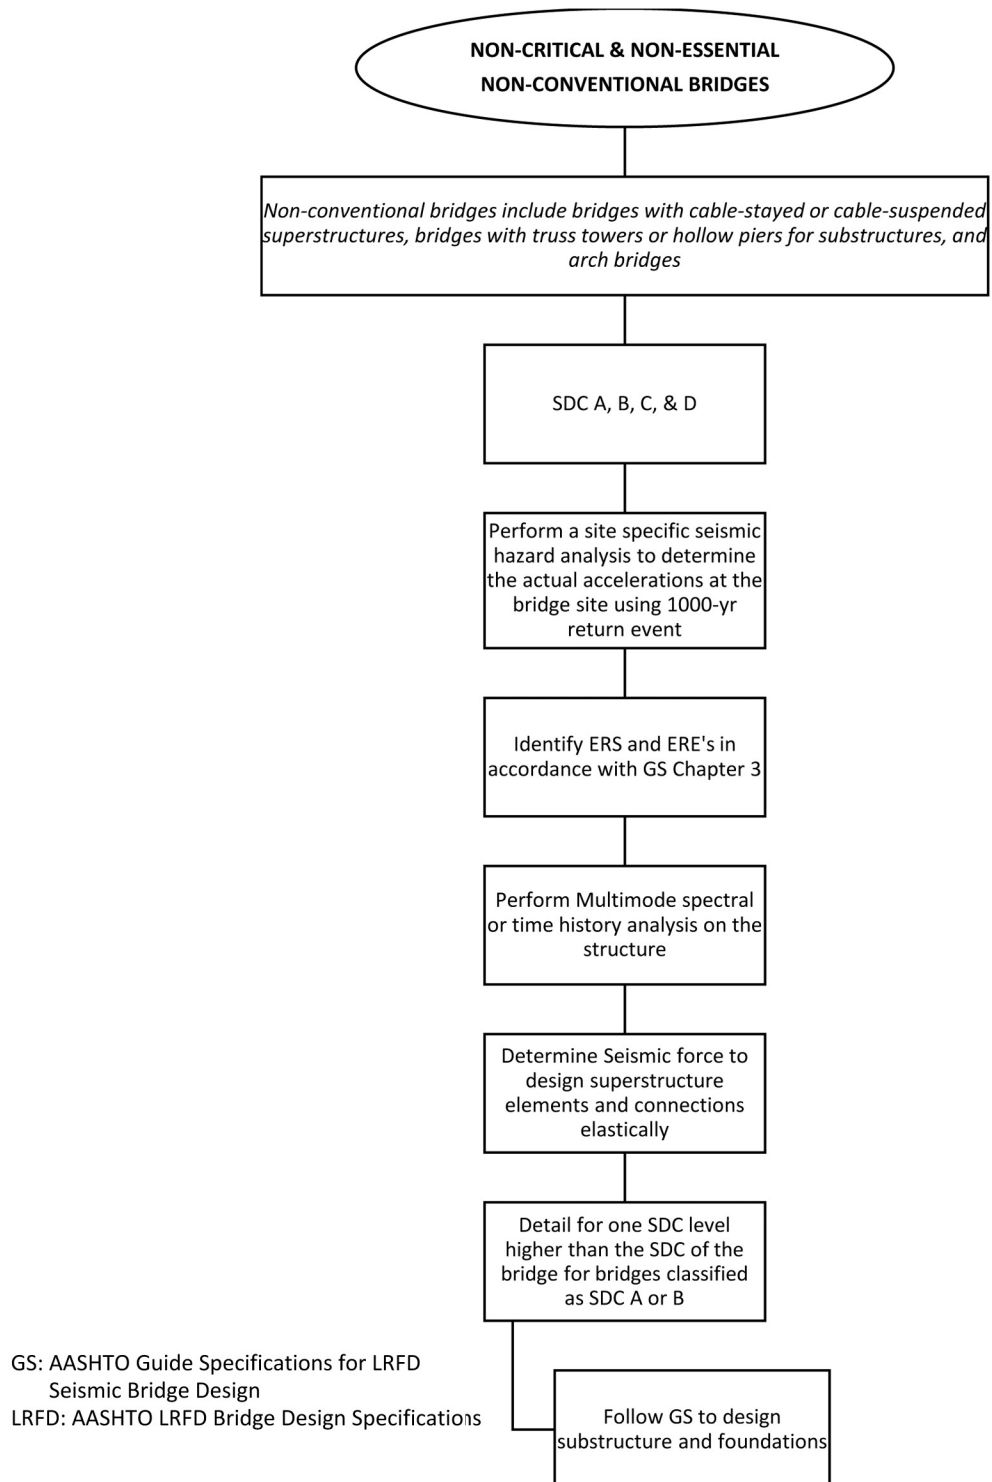 NON-CRITICAL & NON-ESSENTIAL
NON-CONVENTIONAL BRIDGES
Non-conventional bridges include bridges with cable-stayed or cable-suspended
superstructures, bridges with truss towers or hollow piers for substructures, and
arch bridges
SDC A, B, C, & D
Perform a site specific seismic
hazard analysis to determine
the actual accelerations at the
bridge site using 1000-yr
return event
Identify ERS and ERE's in
accordance with GS Chapter 3
Perform Multimode spectral
or time history analysis on the
structure
Determine Seismic force to
design superstructure
elements and connections
elastically
Detail for one SDC level
higher than the SDC of the
bridge for bridges classified
as SDC A or B
GS: AASHTO Guide Specifications for LRFD
Seismic Bridge Design
LRFD: AASHTO LRFD Bridge Design Specifications
Follow GS to design
substructure and foundations